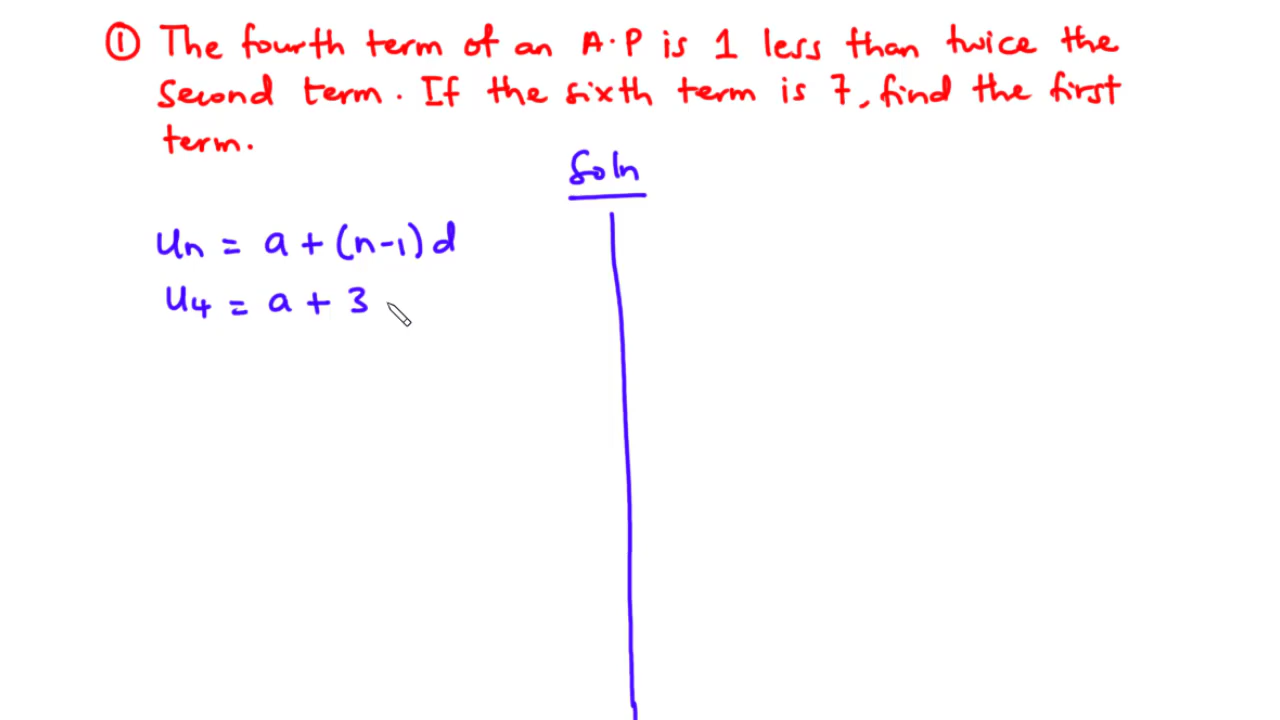 ① The fourth term of an A.P is 1 less than twice the
second term. If the sixth term is 7, find the first
term.
Soln
Un = a + (n-1) d
U4 = a + 3